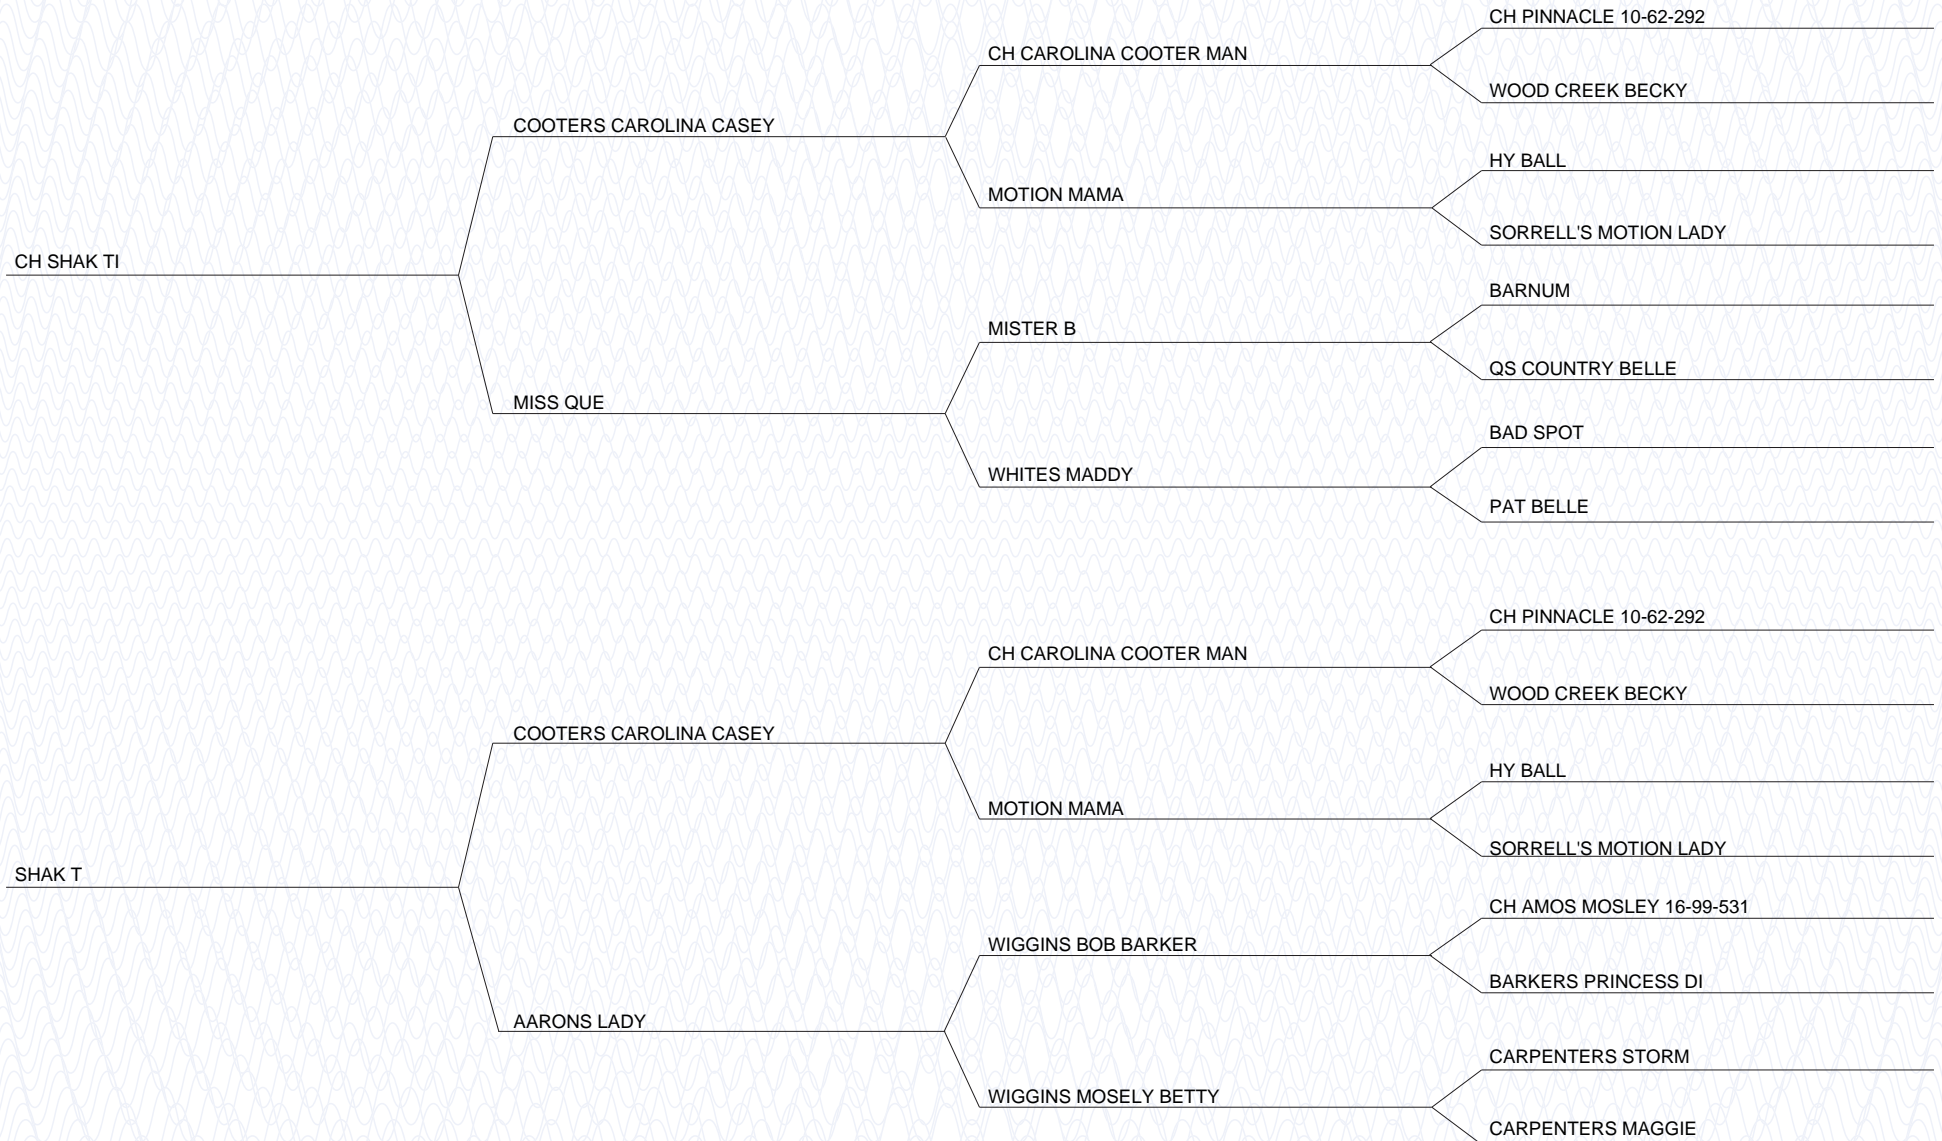 CH PINNACLE 10-62-292
CH CAROLINA COOTER MAN
WOOD CREEK BECKY
COOTERS CAROLINA CASEY
HY BALL
MOTION MAMA
SORRELL'S MOTION LADY
CH SHAK TI
BARNUM
MISTER B
QS COUNTRY BELLE
MISS QUE
BAD SPOT
WHITES MADDY
PAT BELLE
CH PINNACLE 10-62-292
CH CAROLINA COOTER MAN
WOOD CREEK BECKY
COOTERS CAROLINA CASEY
HY BALL
MOTION MAMA
SORRELL'S MOTION LADY
SHAK T
CH AMOS MOSLEY 16-99-531
WIGGINS BOB BARKER
BARKERS PRINCESS DI
AARONS LADY
CARPENTERS STORM
WIGGINS MOSELY BETTY
CARPENTERS MAGGIE